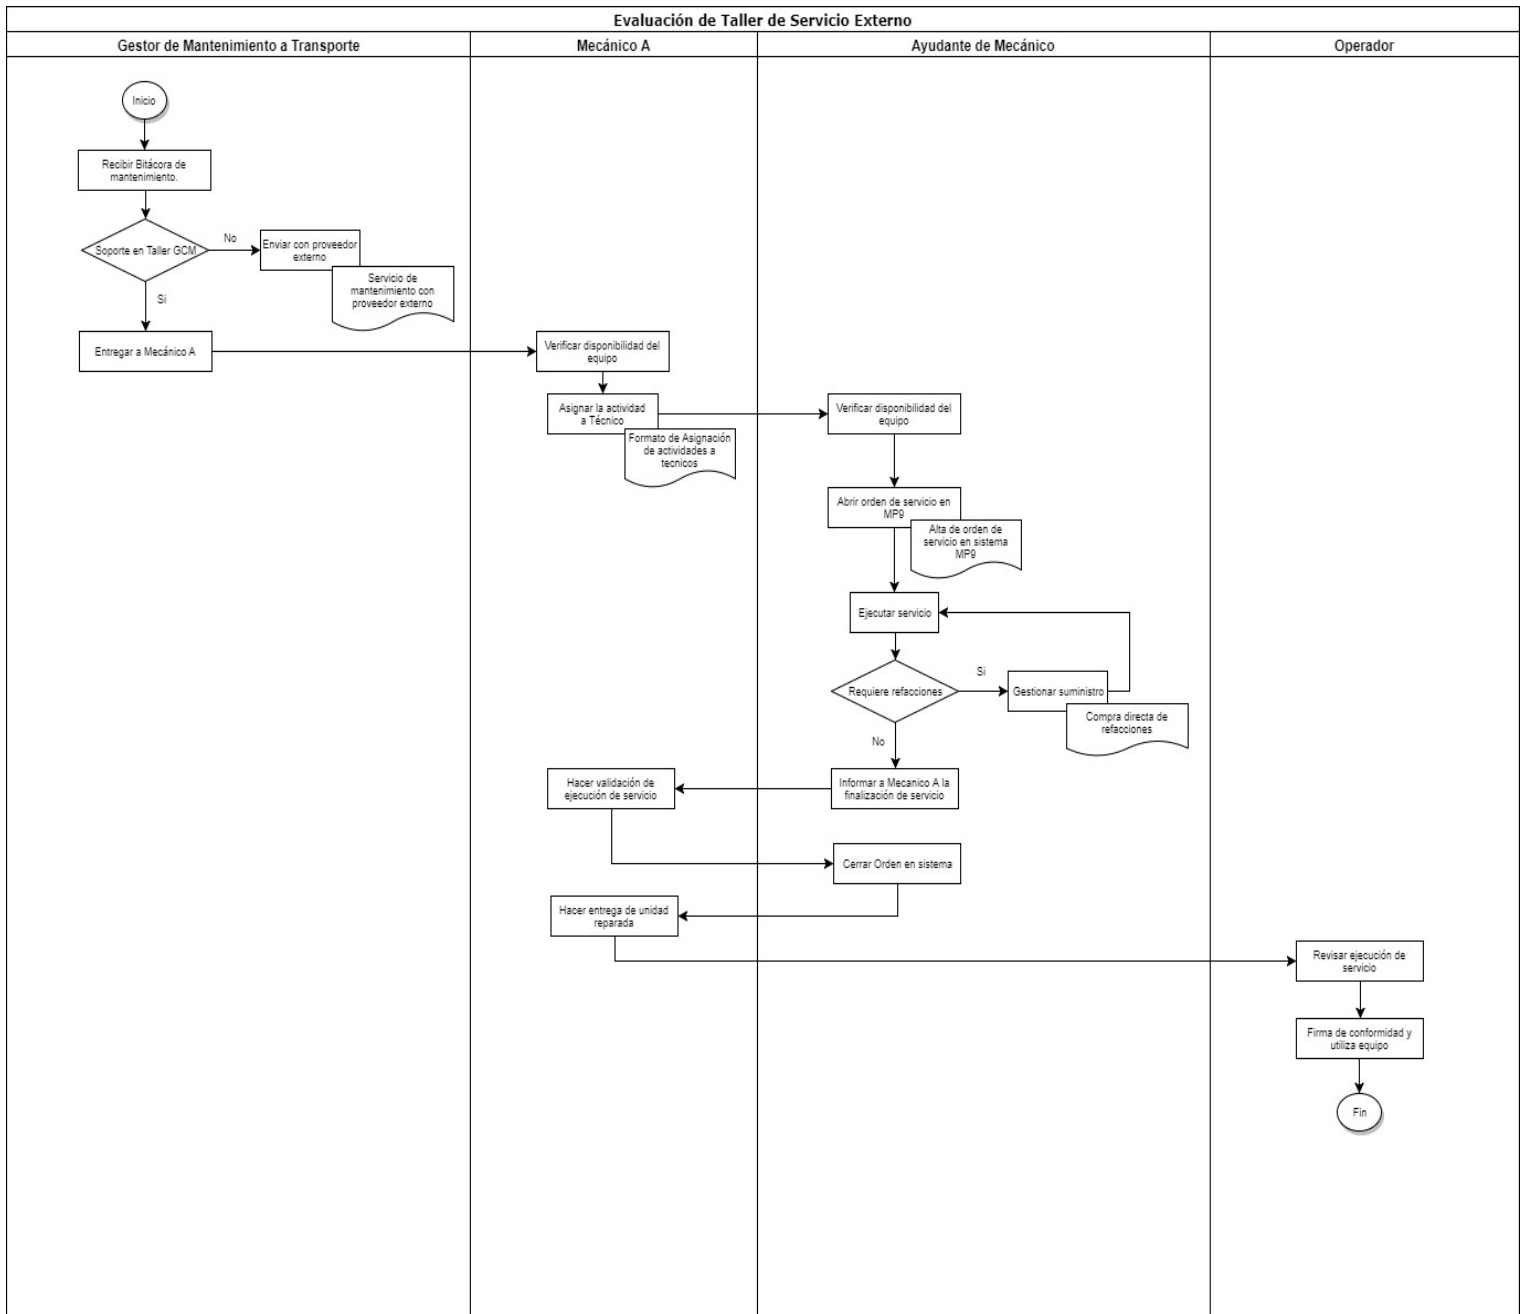 Evaluación de Taller de Servicio Externo
Gestor de Mantenimiento a Transporte
Mecánico A
Ayudante de Mecánico
Operador
Inicio
Recibir Bitácora de
mantenimiento.
Soporte en Taller GCM
No
Enviar con proveedor
externo
Servicio de
mantenimiento con
proveedor externo
Si
Entregar a Mecánico A
Verificar disponibilidad del
equipo
Asignar la actividad
a Técnico
Formato de Asignación
de actividades a
tecnicos
Verificar disponibilidad del
equipo
Abrir orden de servicio en
MP9
Alta de orden de
servicio en sistema
MP9
Ejecutar servicio
Requiere refacciones
Si
Gestionar suministro
Compra directa de
refacciones
No
Informar a Mecanico A la
finalización de servicio
Hacer validación de
ejecución de servicio
Cerrar Orden en sistema
Hacer entrega de unidad
reparada
Revisar ejecución de
servicio
Firma de conformidad y
utiliza equipo
Fin